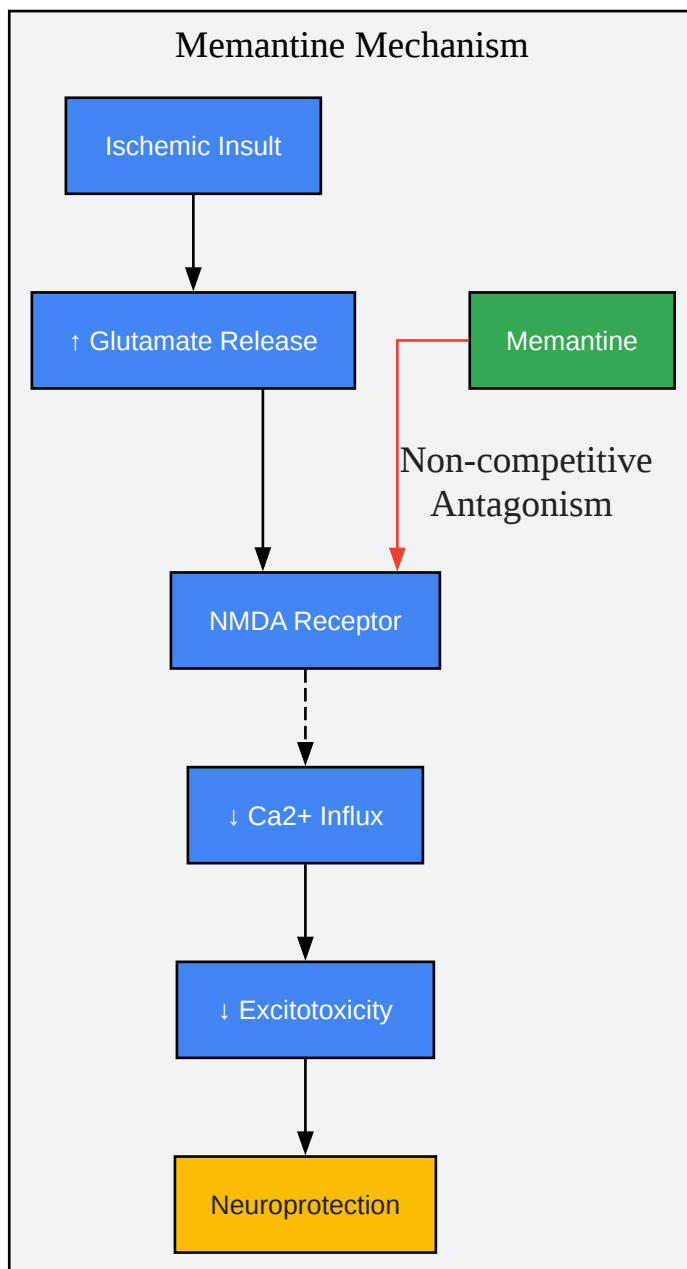 Memantine Mechanism
Ischemic Insult
↑ Glutamate Release
Memantine
Non-competitive
Antagonism
NMDA Receptor
↓ Ca2+ Influx
↓ Excitotoxicity
Neuroprotection